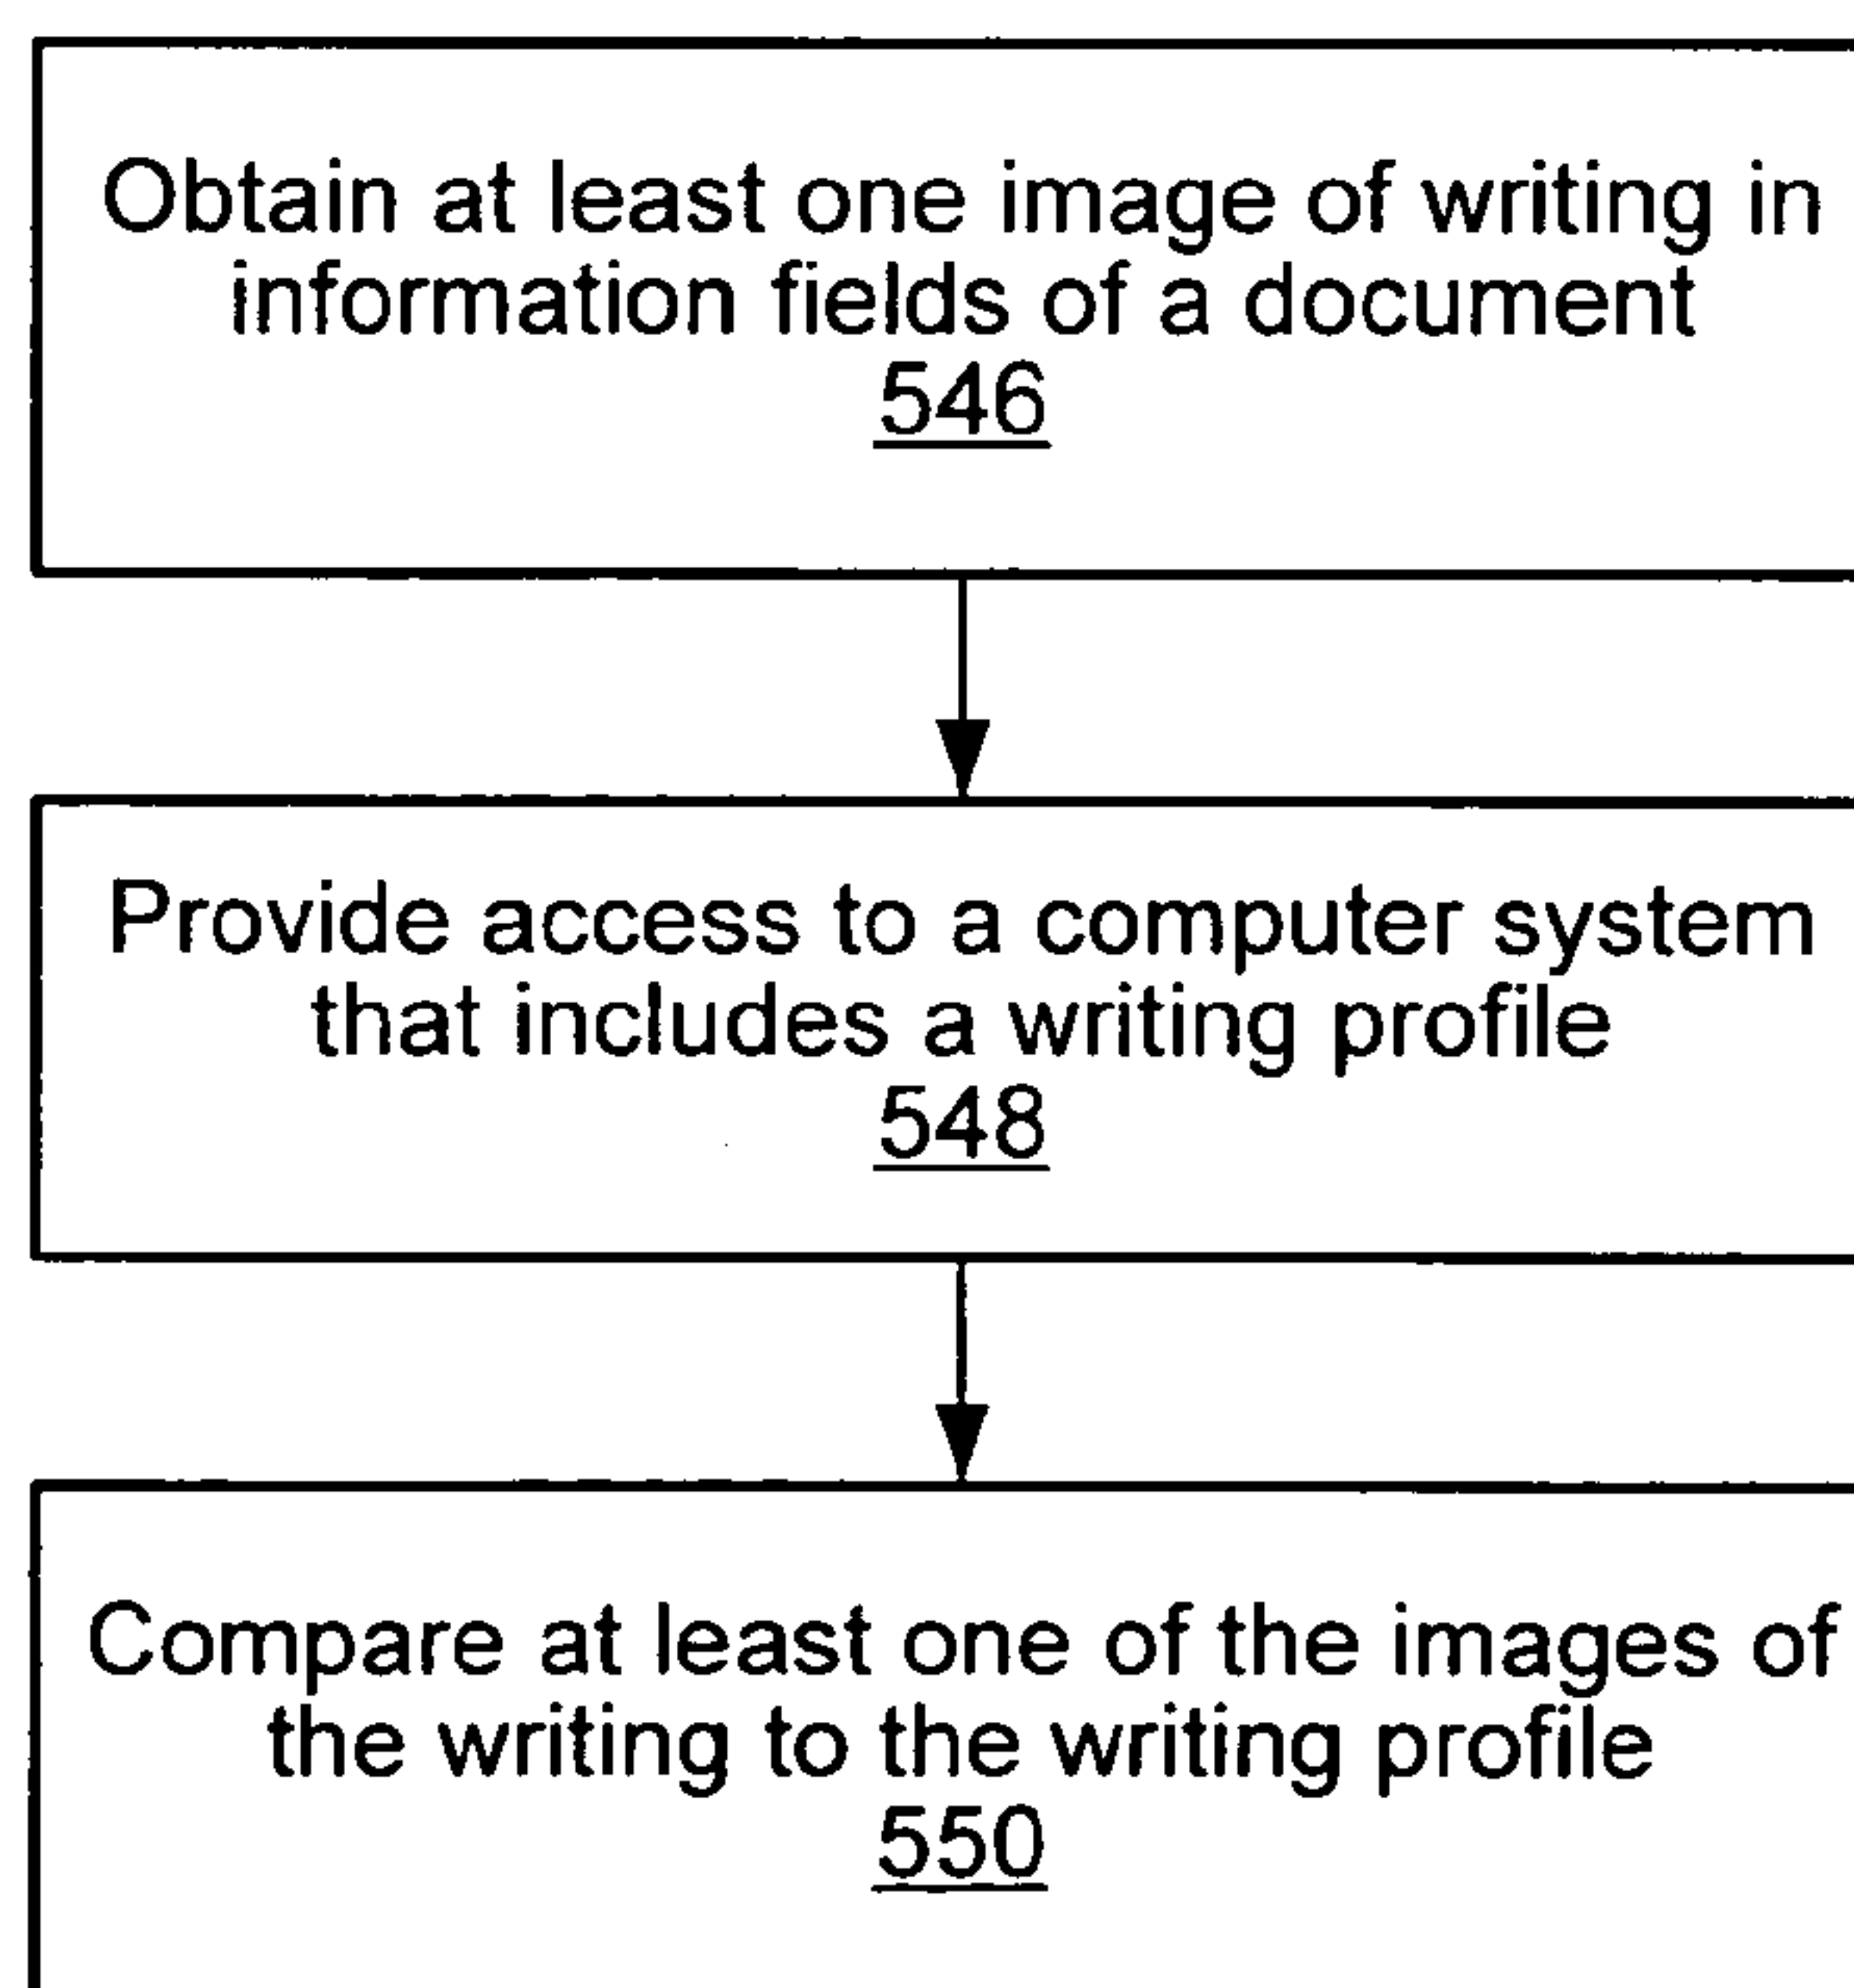 Obtain at least one image of writing in
information fields of a document
546
Provide access to a computer system
that includes a writing profile
548
Compare at least one of the images of
the writing to the writing profile
550